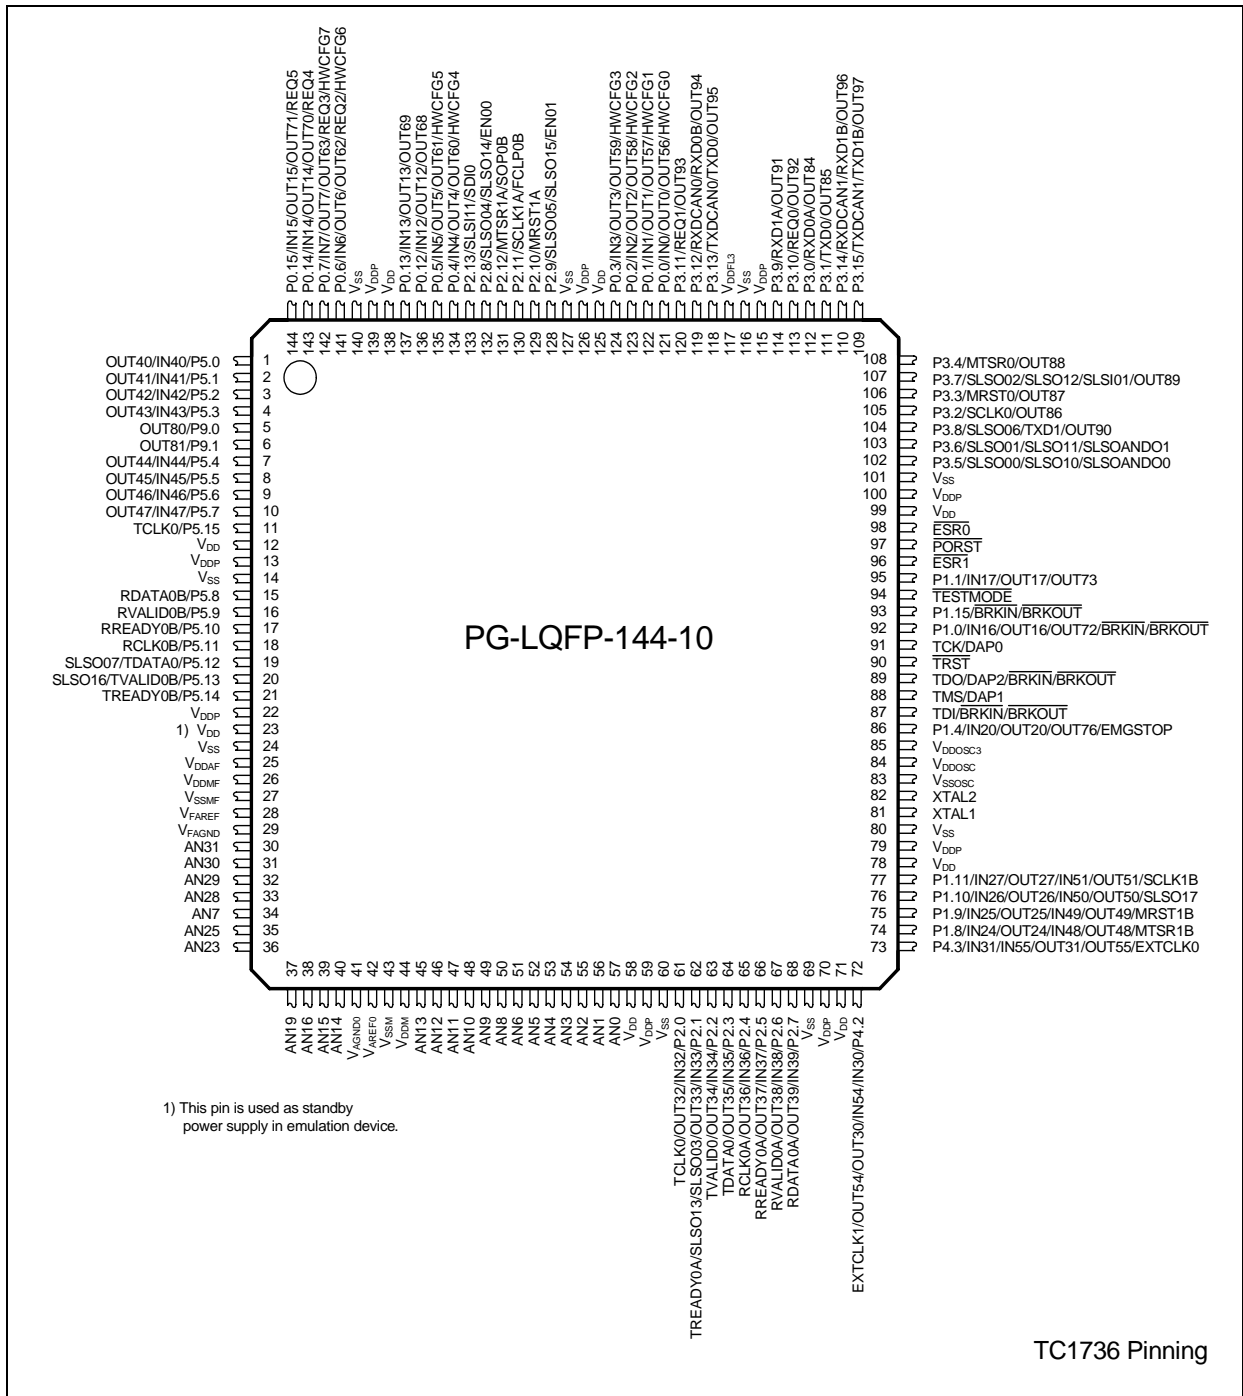 P0.15/IN15/OUT15/OUT71/REQ5
P0.14/IN14/OUT14/OUT70/REQ4
P0.7/IN7/OUT7/OUT63/REQ3/HWCFG7
P0.6/IN6/OUT6/OUT62/REQ2/HWCFG6
VSS
VDDP
VDD
P0.13/IN13/OUT13/OUT69
P0.12/IN12/OUT12/OUT68
P0.5/IN5/OUT5/OUT61/HWCFG5
P0.4/IN4/OUT4/OUT60/HWCFG4
P2.13/SLSI11/SDI0
P2.8/SLSO04/SLSO14/EN00
P2.12/MTSR1A/SOP0B
P2.11/SCLK1A/FCLP0B
P2.10/MRST1A
P2.9/SLSO05/SLSO15/EN01
VSS
VDDP
VDD
P0.3/IN3/OUT3/OUT59/HWCFG3
P0.2/IN2/OUT2/OUT58/HWCFG2
P0.1/IN1/OUT1/OUT57/HWCFG1
P0.0/IN0/OUT0/OUT56/HWCFG0
P3.11/REQ1/OUT93
P3.12/RXDCAN0/RXD0B/OUT94
P3.13/TXDCAN0/TXD0/OUT95
VDDFL3
VSS
VDDP
P3.9/RXD1A/OUT91
P3.10/REQ0/OUT92
P3.0/RXD0A/OUT84
P3.1/TXD0/OUT85
P3.14/RXDCAN1/RXD1B/OUT96
P3.15/TXDCAN1/TXD1B/OUT97
144 143 142 141 140 139 138 137 136 135 134 133 132 131 130 129 128 127 126 125 124 123 122 121 120 119 118 117 116 115 114 113 112 111 110 109
OUT40/IN40/P5.0 1
OUT41/IN41/P5.1 2
OUT42/IN42/P5.2 3
OUT43/IN43/P5.3 4
OUT80/P9.0 5
OUT81/P9.1 6
OUT44/IN44/P5.4 7
OUT45/IN45/P5.5 8
OUT46/IN46/P5.6 9
OUT47/IN47/P5.7 10
TCLK0/P5.15 11
VDD 12
VDDP 13
VSS 14
RDATA0B/P5.8 15
RVALID0B/P5.9 16
RREADY0B/P5.10 17
RCLK0B/P5.11 18
SLSO07/TDATA0/P5.12 19
SLSO16/TVALID0B/P5.13 20
TREADY0B/P5.14 21
VDDP 22
1) VDD 23
VSS 24
VDDAF 25
VDDMF 26
VSSMF 27
VFAREF 28
VFAGND 29
AN31 30
AN30 31
AN29 32
AN28 33
AN7 34
AN25 35
AN23 36
PG-LQFP-144-10
108 P3.4/MTSR0/OUT88
107 P3.7/SLSO02/SLSO12/SLSI01/OUT89
106 P3.3/MRST0/OUT87
105 P3.2/SCLK0/OUT86
104 P3.8/SLSO06/TXD1/OUT90
103 P3.6/SLSO01/SLSO11/SLSOANDO1
102 P3.5/SLSO00/SLSO10/SLSOANDO0
101 VSS
100 VDDP
99 VDD
98 ESR0
97 PORST
96 ESR1
95 P1.1/IN17/OUT17/OUT73
94 TESTMODE
93 P1.15/BRKIN/BRKOUT
92 P1.0/IN16/OUT16/OUT72/BRKIN/BRKOUT
91 TCK/DAP0
90 TRST
89 TDO/DAP2/BRKIN/BRKOUT
88 TMS/DAP1
87 TDI/BRKIN/BRKOUT
86 P1.4/IN20/OUT20/OUT76/EMGSTOP
85 VDDOSC3
84 VDDOSC
83 VSSOSC
82 XTAL2
81 XTAL1
80 VSS
79 VDDP
78 VDD
77 P1.11/IN27/OUT27/IN51/OUT51/SCLK1B
76 P1.10/IN26/OUT26/IN50/OUT50/SLSO17
75 P1.9/IN25/OUT25/IN49/OUT49/MRST1B
74 P1.8/IN24/OUT24/IN48/OUT48/MTSR1B
73 P4.3/IN31/IN55/OUT31/OUT55/EXTCLK0
37 38 39 40 41 42 43 44 45 46 47 48 49 50 51 52 53 54 55 56 57 58 59 60 61 62 63 64 65 66 67 68 69 70 71 72
AN19
AN16
AN15
AN14
VAGND0
VAREF0
VSSM
VDDM
AN13
AN12
AN11
AN10
AN9
AN8
AN6
AN5
AN4
AN3
AN2
AN1
AN0
VDD
VDDP
VSS
TCLK0/OUT32/IN32/P2.0
TREADY0A/SLSO13/SLSO03/OUT33/IN33/P2.1
TVALID0/OUT34/IN34/P2.2
TDATA0/OUT35/IN35/P2.3
RCLK0A/OUT36/IN36/P2.4
RREADY0A/OUT37/IN37/P2.5
RVALID0A/OUT38/IN38/P2.6
RDATA0A/OUT39/IN39/P2.7
VSS
VDDP
VDD
EXTCLK1/OUT54/OUT30/IN54/IN30/P4.2
1) This pin is used as standby
power supply in emulation device.
TC1736 Pinning